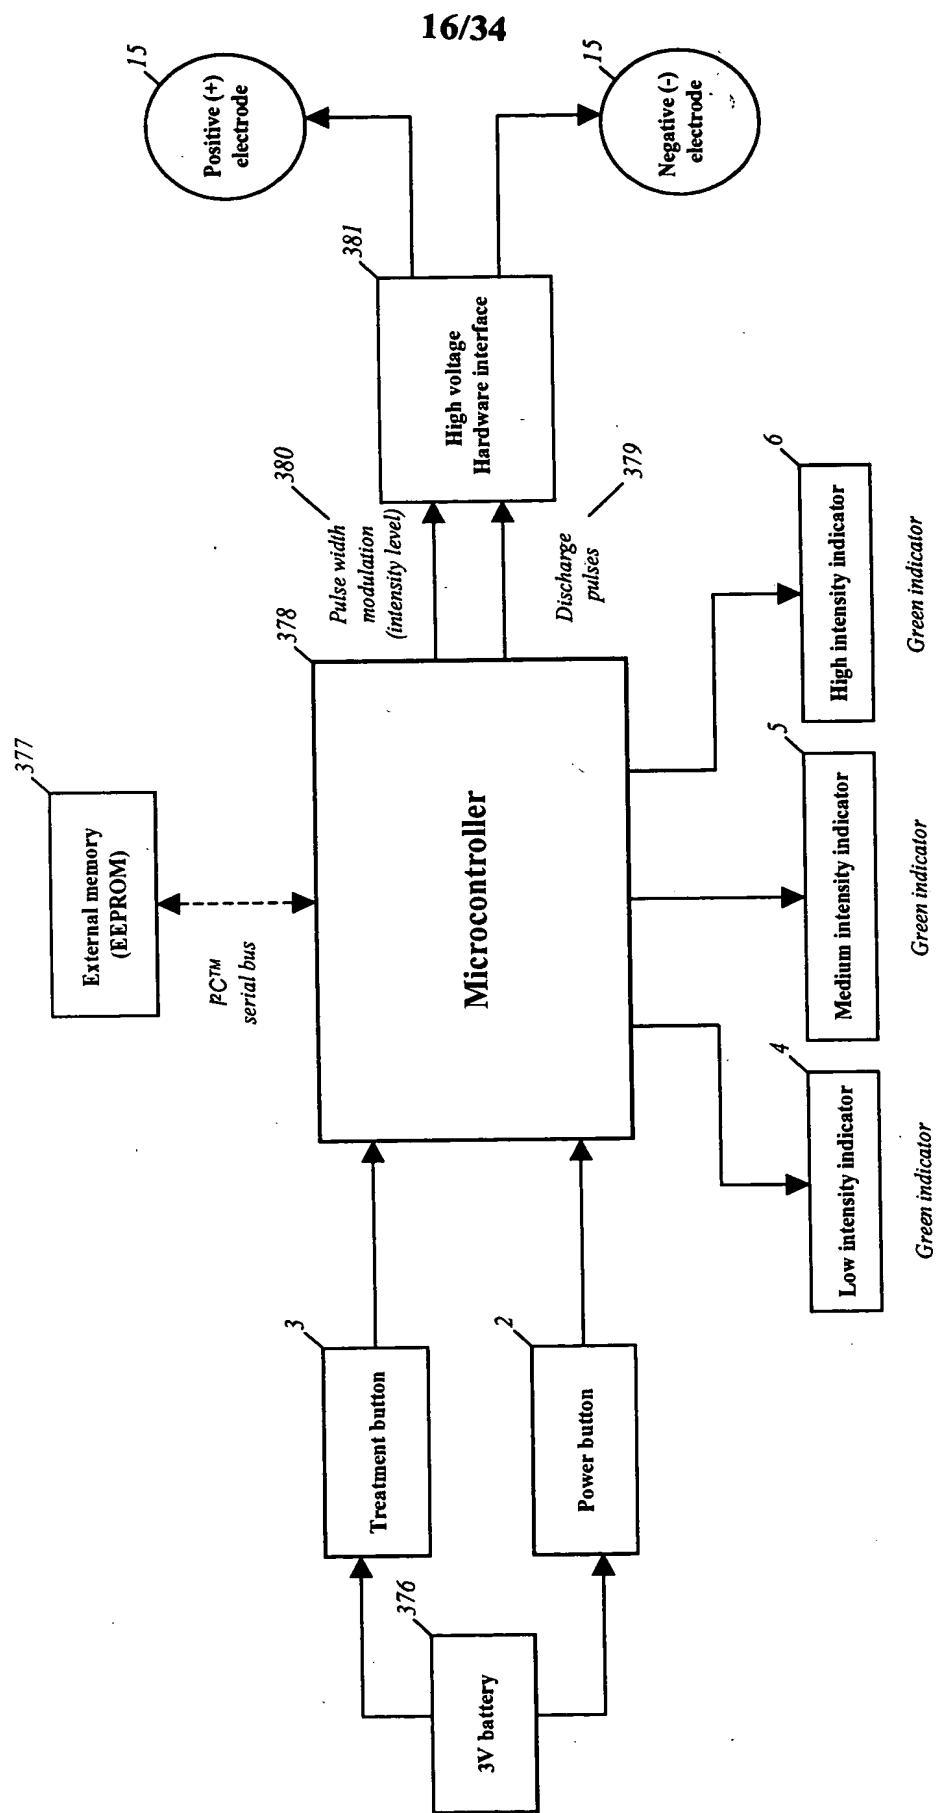 16/34
15
Positive (+)
electrode
15
Negative (-)
electrode
381
High voltage
Hardware interface
380
Pulse width
modulation
(intensity level)
379
Discharge
pulses
378
Microcontroller
377
External memory
(EEPROM)
I²C™
serial bus
6
High intensity indicator
Green indicator
5
Medium intensity indicator
Green indicator
4
Low intensity indicator
Green indicator
3
Treatment button
2
Power button
376
3V battery